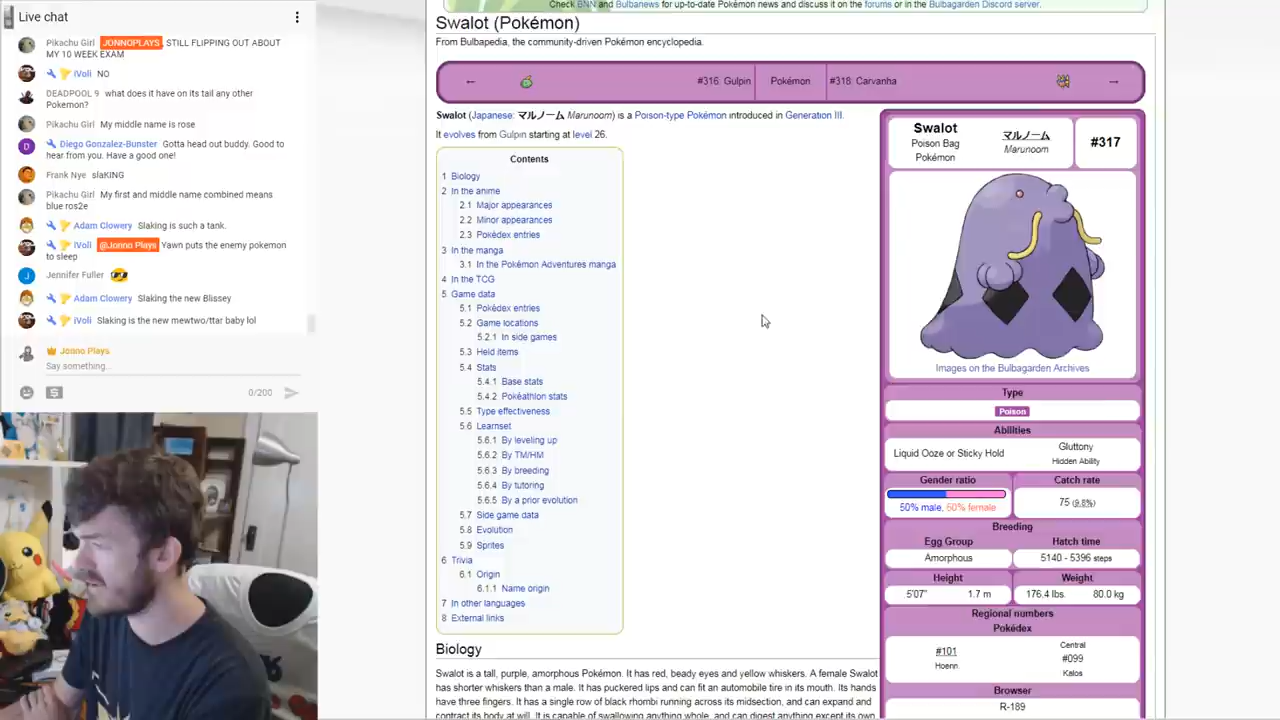 Live chat
Pikachu Girl JONNOPLAYS STILL FLIPPING OUT ABOUT
MY 10 WEEK EXAM
iVoli NO
DEADPOOL 9 what does it have on its tail any other
Pokemon?
Pikachu Girl My middle name is rose
Diego Gonzalez-Bunster Gotta head out buddy. Good to
hear from you. Have a good one!
Frank Nye slaKING
Pikachu Girl My first and middle name combined means
blue ros2e
Adam Clowery Slaking is such a tank.
iVoli @Jonno Plays Yawn puts the enemy pokemon
to sleep
Jennifer Fuller
Adam Clowery Slaking the new Blissey
iVoli Slaking is the new mewtwo/ttar baby lol
Jonno Plays
Say something...
0/200
Check BNN and Bulbanews for up-to-date Pokémon news and discuss it on the forums or in the Bulbagarden Discord server.
Swalot (Pokémon)
From Bulbapedia, the community-driven Pokémon encyclopedia.
← #316: Gulpin Pokémon #318: Carvanha →
Swalot (Japanese: マルノーム Marunoom) is a Poison-type Pokémon introduced in Generation III.
It evolves from Gulpin starting at level 26.
Contents
1 Biology
2 In the anime
2.1 Major appearances
2.2 Minor appearances
2.3 Pokédex entries
3 In the manga
3.1 In the Pokémon Adventures manga
4 In the TCG
5 Game data
5.1 Pokédex entries
5.2 Game locations
5.2.1 In side games
5.3 Held items
5.4 Stats
5.4.1 Base stats
5.4.2 Pokéathlon stats
5.5 Type effectiveness
5.6 Learnset
5.6.1 By leveling up
5.6.2 By TM/HM
5.6.3 By breeding
5.6.4 By tutoring
5.6.5 By a prior evolution
5.7 Side game data
5.8 Evolution
5.9 Sprites
6 Trivia
6.1 Origin
6.1.1 Name origin
7 In other languages
8 External links
Biology
Swalot is a tall, purple, amorphous Pokémon. It has red, beady eyes and yellow whiskers. A female Swalot
has shorter whiskers than a male. It has puckered lips and can fit an automobile tire in its mouth. Its hands
have three fingers. It has a single row of black rhombi running across its midsection, and can expand and
contract its body at will. It is capable of swallowing anything whole, and can digest anything except its own
Swalot
Poison Bag
Pokémon
マルノーム
Marunoom
#317
Images on the Bulbagarden Archives
Type
Poison
Abilities
Liquid Ooze or Sticky Hold
Gluttony
Hidden Ability
Gender ratio
50% male, 50% female
Catch rate
75 (9.8%)
Breeding
Egg Group
Amorphous
Hatch time
5140 - 5396 steps
Height
5'07" 1.7 m
Weight
176.4 lbs. 80.0 kg
Regional numbers
Pokédex
#101
Hoenn
Central
#099
Kalos
Browser
R-189